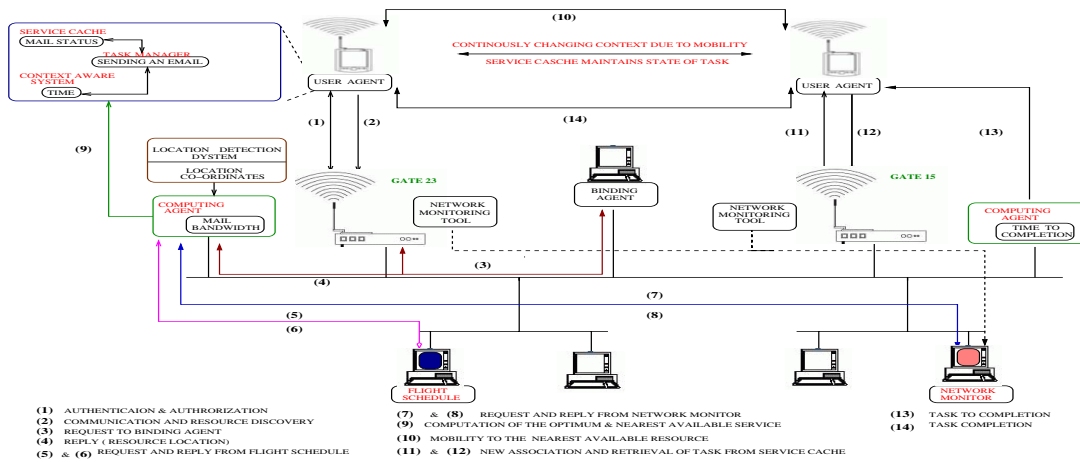 (10)
SERVICE CACHE
MAIL STATUS
TASK MANAGER
SENDING AN EMAIL
CONTEXT AWARE
SYSTEM
TIME
CONTINOUSLY CHANGING CONTEXT DUE TO MOBILITY
SERVICE CASCHE MAINTAINS STATE OF TASK
USER AGENT
USER AGENT
(1)
(2)
(14)
(11)
(12)
(13)
(9)
LOCATION DETECTION
DYSTEM
LOCATION
CO-ORDINATES
GATE 23
BINDING
AGENT
GATE 15
COMPUTING
AGENT
MAIL
BANDWIDTH
NETWORK
MONITORING
TOOL
NETWORK
MONITORING
TOOL
COMPUTING
AGENT
TIME TO
COMPLETION
(3)
(4)
(7)
(5)
(8)
(6)
FLIGHT
SCHEDULE
NETWORK
MONITOR
(1) AUTHENTICAION & AUTHRORIZATION
(2) COMMUNICATION AND RESOURCE DISCOVERY
(3) REQUEST TO BINDING AGENT
(4) REPLY ( RESOURCE LOCATION)
(5) & (6) REQUEST AND REPLY FROM FLIGHT SCHEDULE
(7) & (8) REQUEST AND REPLY FROM NETWORK MONITOR
(9) COMPUTATION OF THE OPTIMUM & NEAREST AVAILABLE SERVICE
(10) MOBILITY TO THE NEAREST AVAILABLE RESOURCE
(11) & (12) NEW ASSOCIATION AND RETRIEVAL OF TASK FROM SERVICE CACHE
(13) TASK TO COMPLETION
(14) TASK COMPLETION